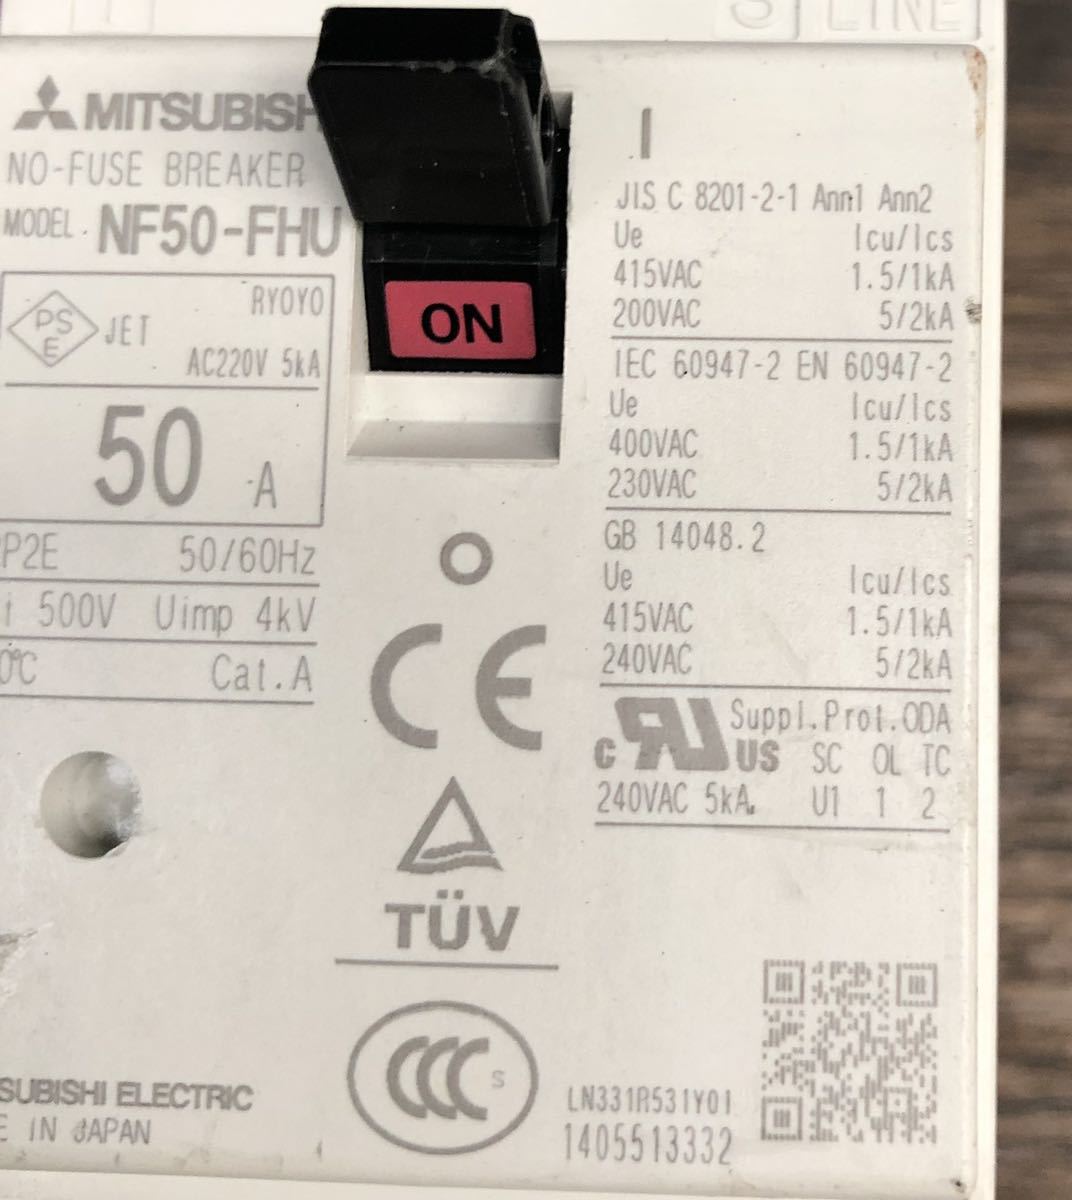 LINE
MITSUBISH
NO-FUSE BREAKER
MODEL NF50-FHU
PS
E
JET
RYOYO
AC220V 5kA
50 A
P2E 50/60Hz
i 500V Uimp 4kV
0℃ Cat.A
SUBISHI ELECTRIC
E IN JAPAN
I
ON
O
CE
TÜV
CCC S
JIS C 8201-2-1 Ann1 Ann2
Ue Icu/Ics
415VAC 1.5/1kA
200VAC 5/2kA
IEC 60947-2 EN 60947-2
Ue Icu/Ics
400VAC 1.5/1kA
230VAC 5/2kA
GB 14048.2
Ue Icu/Ics
415VAC 1.5/1kA
240VAC 5/2kA
Suppl.Prot.ODA
c RU US SC OL TC
240VAC 5kA. U1 1 2
LN331R531Y01
1405513332